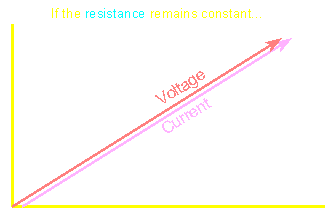 If the resistance remains constant...
Voltage
Current